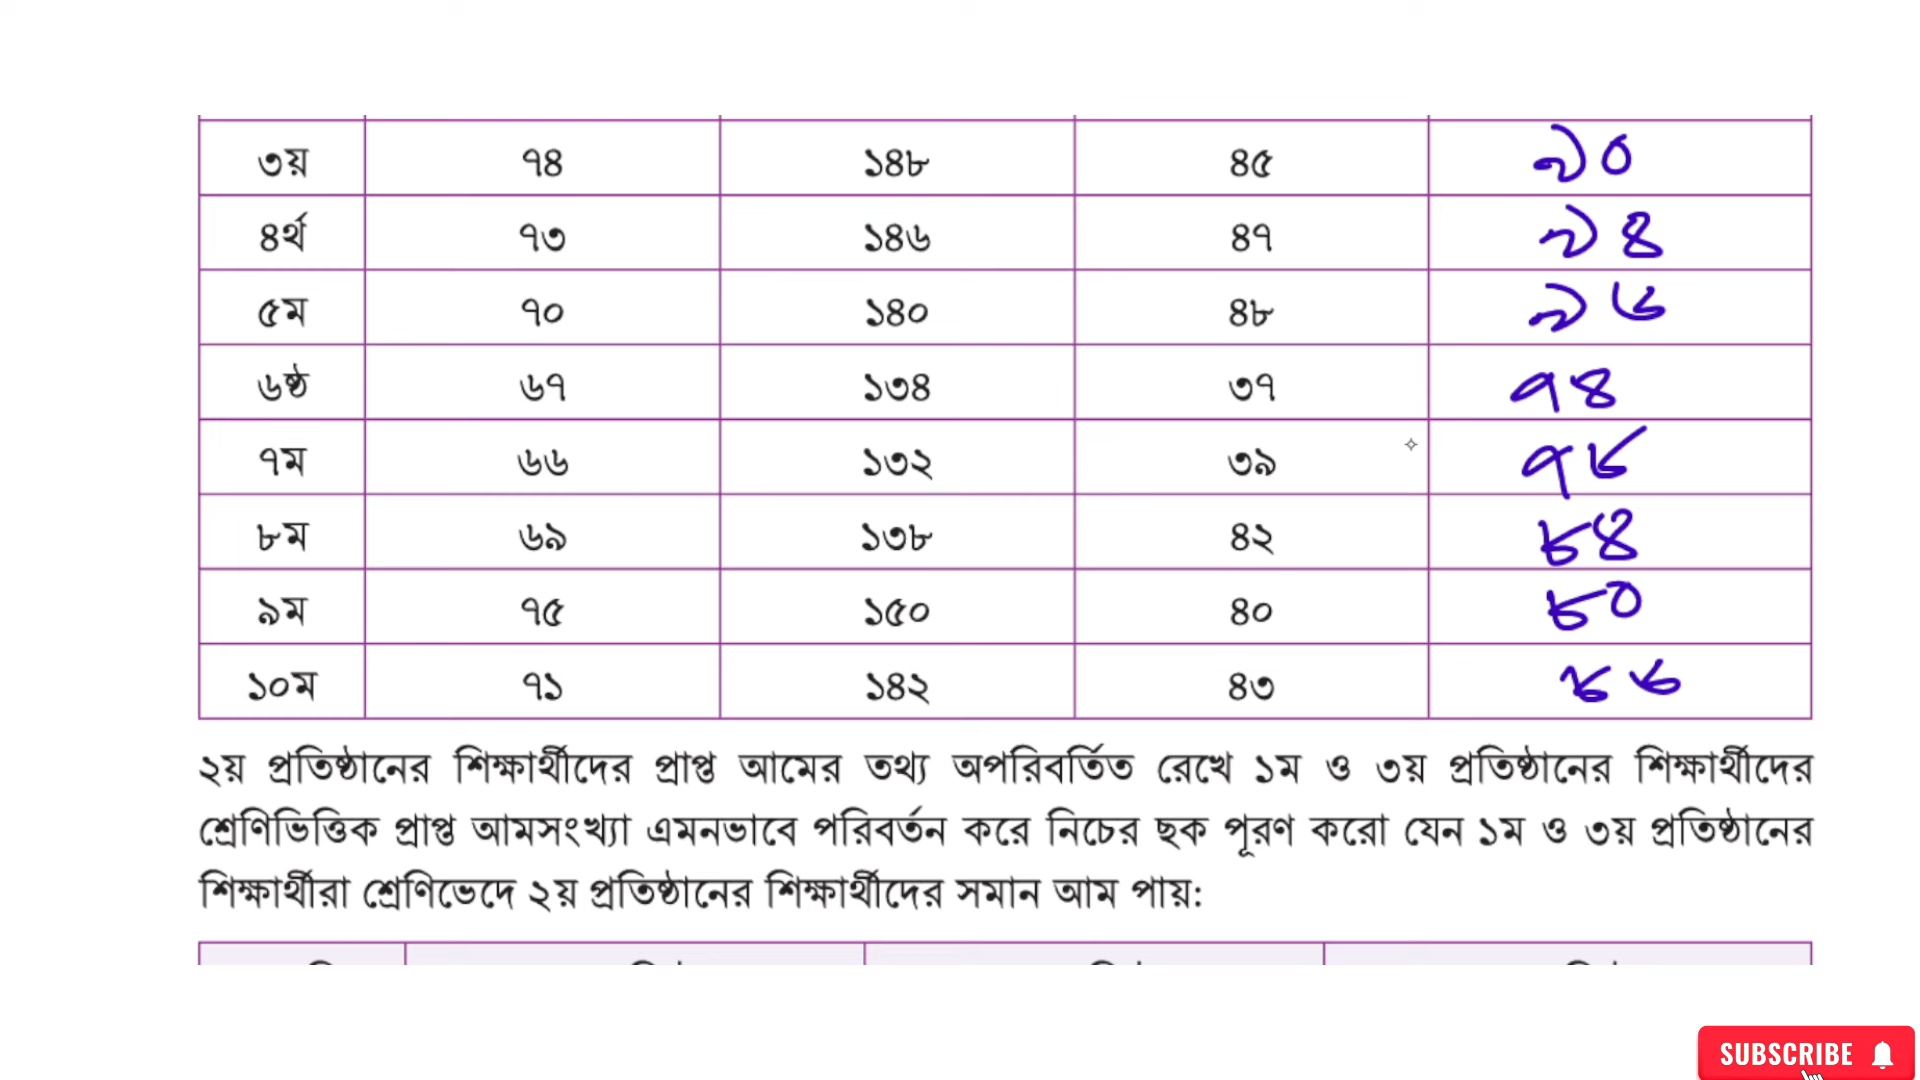 ৩য় ৭৪ ১৪৮ ৪৫ ৯০
৪র্থ ৭৩ ১৪৬ ৪৭ ৯৪
৫ম ৭০ ১৪০ ৪৮ ৯৬
৬ষ্ঠ ৬৭ ১৩৪ ৩৭ ৭৪
৭ম ৬৬ ১৩২ ৩৯ ৭৮
৮ম ৬৯ ১৩৮ ৪২ ৮৪
৯ম ৭৫ ১৫০ ৪০ ৮০
১০ম ৭১ ১৪২ ৪৩ ৮৬
২য় প্রতিষ্ঠানের শিক্ষার্থীদের প্রাপ্ত আমের তথ্য অপরিবর্তিত রেখে ১ম ও ৩য় প্রতিষ্ঠানের শিক্ষার্থীদের
শ্রেণিভিত্তিক প্রাপ্ত আমসংখ্যা এমনভাবে পরিবর্তন করে নিচের ছক পূরণ করো যেন ১ম ও ৩য় প্রতিষ্ঠানের
শিক্ষার্থীরা শ্রেণিভেদে ২য় প্রতিষ্ঠানের শিক্ষার্থীদের সমান আম পায়:
SUBSCRIBE